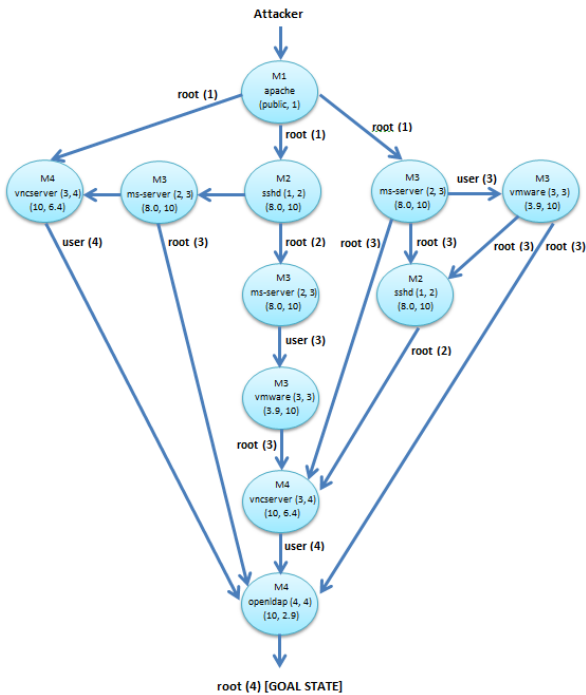 Attacker
M1
apache
(public, 1)
root (1)
root (1)
root (1)
M4
vncserver (3, 4)
(10, 6.4)
M3
ms-server (2, 3)
(8.0, 10)
M2
sshd (1, 2)
(8.0, 10)
M3
ms-server (2, 3)
(8.0, 10)
user (3)
M3
vmware (3, 3)
(3.9, 10)
user (4)
root (3)
root (2)
root (3)
root (3)
root (3)
root (3)
M3
ms-server (2, 3)
(8.0, 10)
M2
sshd (1, 2)
(8.0, 10)
user (3)
root (2)
M3
vmware (3, 3)
(3.9, 10)
root (3)
M4
vncserver (3, 4)
(10, 6.4)
user (4)
M4
openldap (4, 4)
(10, 2.9)
root (4) [GOAL STATE]